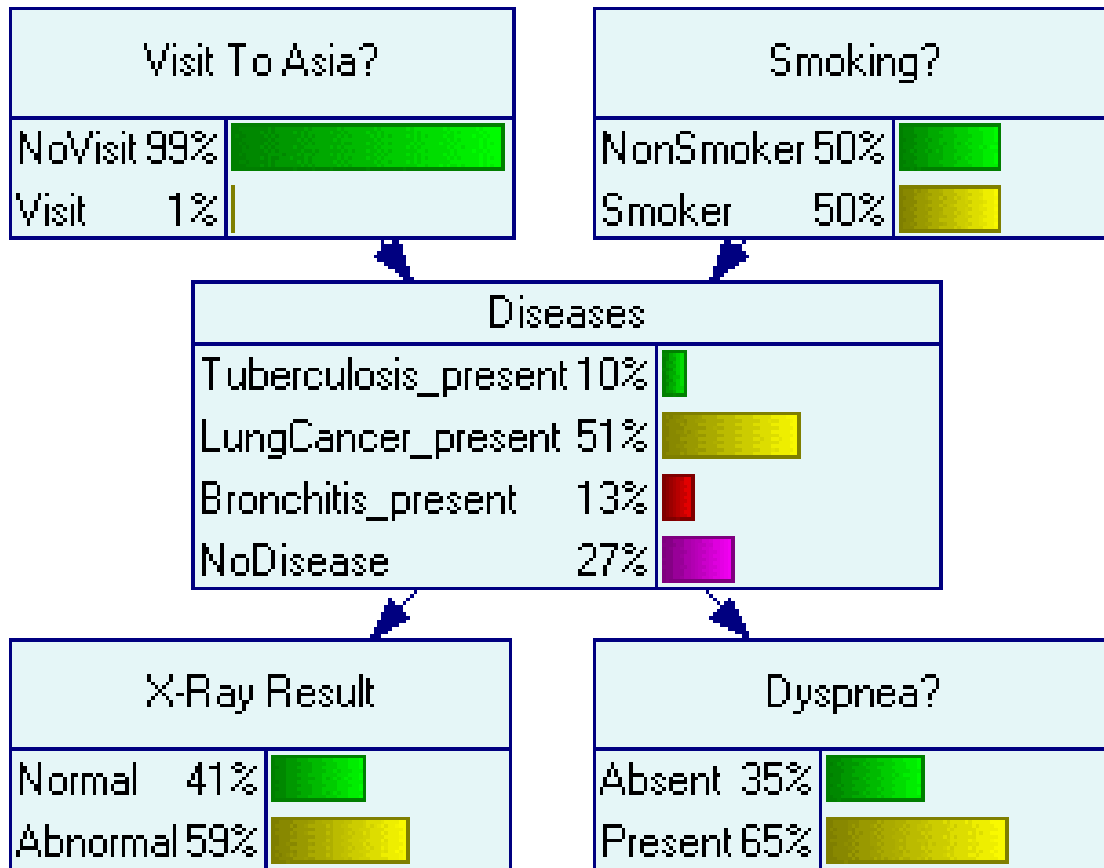 Visit To Asia?
NoVisit 99%
Visit 1%
Smoking?
NonSmoker 50%
Smoker 50%
Diseases
Tuberculosis_present 10%
LungCancer_present 51%
Bronchitis_present 13%
NoDisease 27%
X-Ray Result
Normal 41%
Abnormal 59%
Dyspnea?
Absent 35%
Present 65%